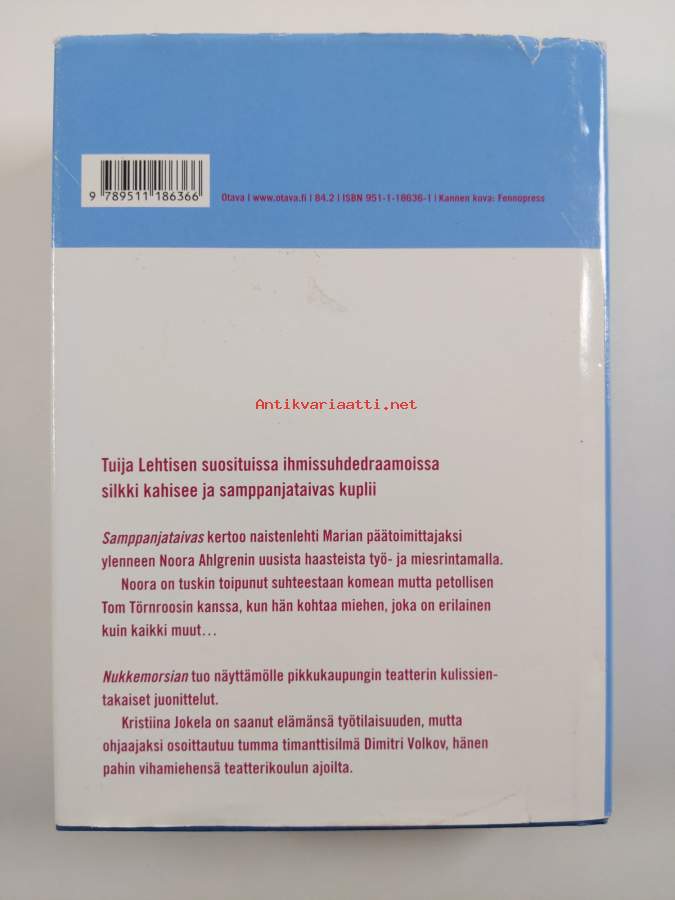 9 789511 186366
Otava | www.otava.fi | 84.2 | ISBN 951-1-18636-1 | Kannen kuva: Fennopress
Antikvariaatti.net
Tuija Lehtisen suosituissa ihmissuhdedraamoissa
silkki kahisee ja samppanjataivas kuplii
Samppanjataivas kertoo naistenlehti Marian päätoimittajaksi
ylenneen Noora Ahlgrenin uusista haasteista työ- ja miesrintamalla.
Noora on tuskin toipunut suhteestaan komean mutta petollisen
Tom Törnroosin kanssa, kun hän kohtaa miehen, joka on erilainen
kuin kaikki muut...
Nukkemorsian tuo näyttämölle pikkukaupungin teatterin kulissien-
takaiset juonittelut.
Kristiina Jokela on saanut elämänsä työtilaisuuden, mutta
ohjaajaksi osoittautuu tumma timanttisilmä Dimitri Volkov, hänen
pahin vihamiehensä teatterikoulun ajoilta.